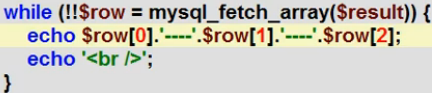 while (!!$row = mysql_fetch_array($result)) {
echo $row[0].'----'.$row[1].'----'.$row[2];
echo '<br />';
}